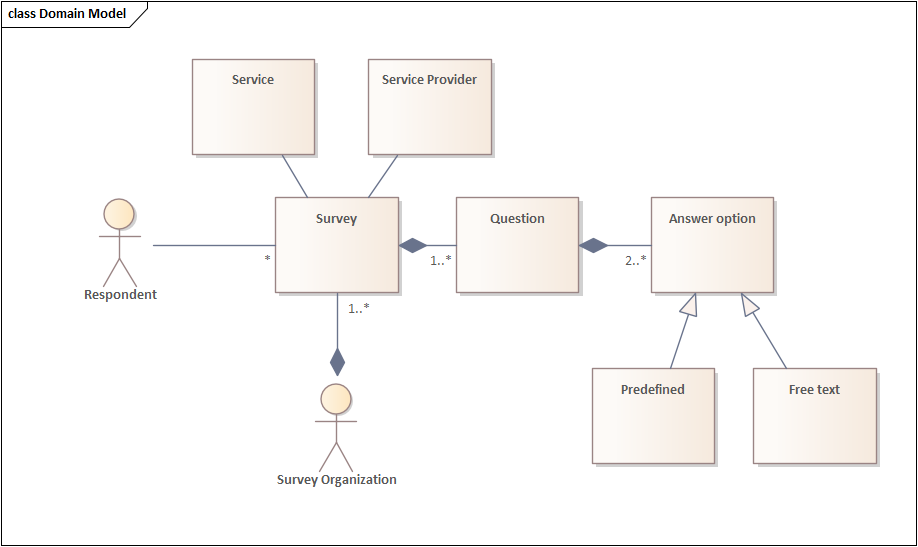 class Domain Model
Service
Service Provider
Survey
Question
Answer option
*
1..*
2..*
Respondent
1..*
Predefined
Free text
Survey Organization